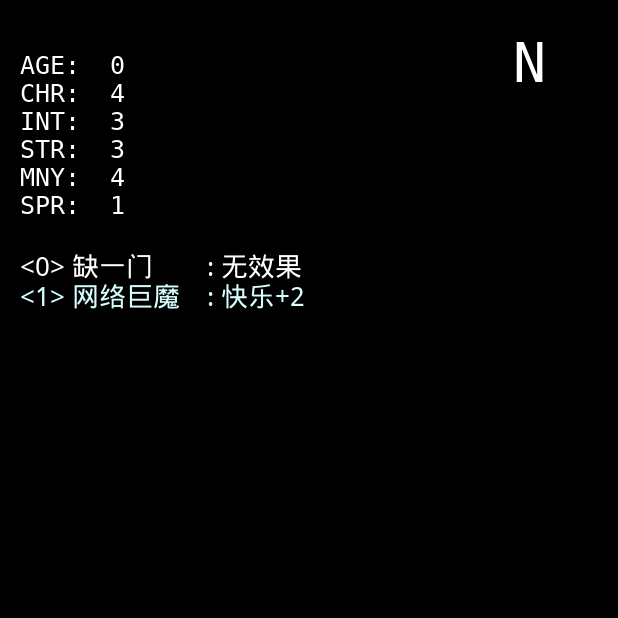 N
AGE: 0
CHR: 4
INT: 3
STR: 3
MNY: 4
SPR: 1
<0> 缺一门 : 无效果
<1> 网络巨魔 : 快乐+2